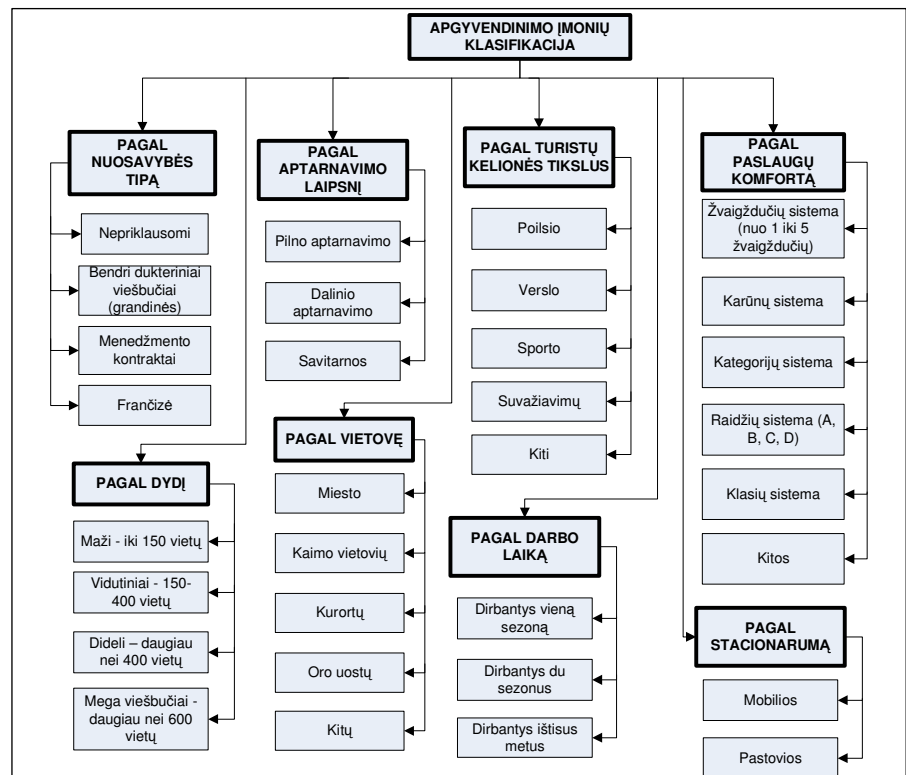 APGYVENDINIMO ĮMONIŲ
KLASIFIKACIJA
PAGAL
NUOSAVYBĖS
TIPĄ
Nepriklausomi
Bendri dukteriniai
viešbučiai
(grandinės)
Menedžmento
kontraktai
Frančizė
PAGAL
APTARNAVIMO
LAIPSNĮ
Pilno aptarnavimo
Dalinio
aptarnavimo
Savitarnos
PAGAL TURISTŲ
KELIONĖS TIKSLUS
Poilsio
Verslo
Sporto
Suvažiavimų
Kiti
PAGAL
PASLAUGŲ
KOMFORTĄ
Žvaigždučių sistema
(nuo 1 iki 5
žvaigždučių)
Karūnų sistema
Kategorijų sistema
Raidžių sistema (A,
B, C, D)
Klasių sistema
Kitos
PAGAL DYDĮ
Maži - iki 150 vietų
Vidutiniai - 150-
400 vietų
Dideli – daugiau
nei 400 vietų
Mega viešbučiai -
daugiau nei 600
vietų
PAGAL VIETOVĘ
Miesto
Kaimo vietovių
Kurortų
Oro uostų
Kitų
PAGAL DARBO
LAIKĄ
Dirbantys vieną
sezoną
Dirbantys du
sezonus
Dirbantys ištisus
metus
PAGAL
STACIONARUMĄ
Mobilios
Pastovios